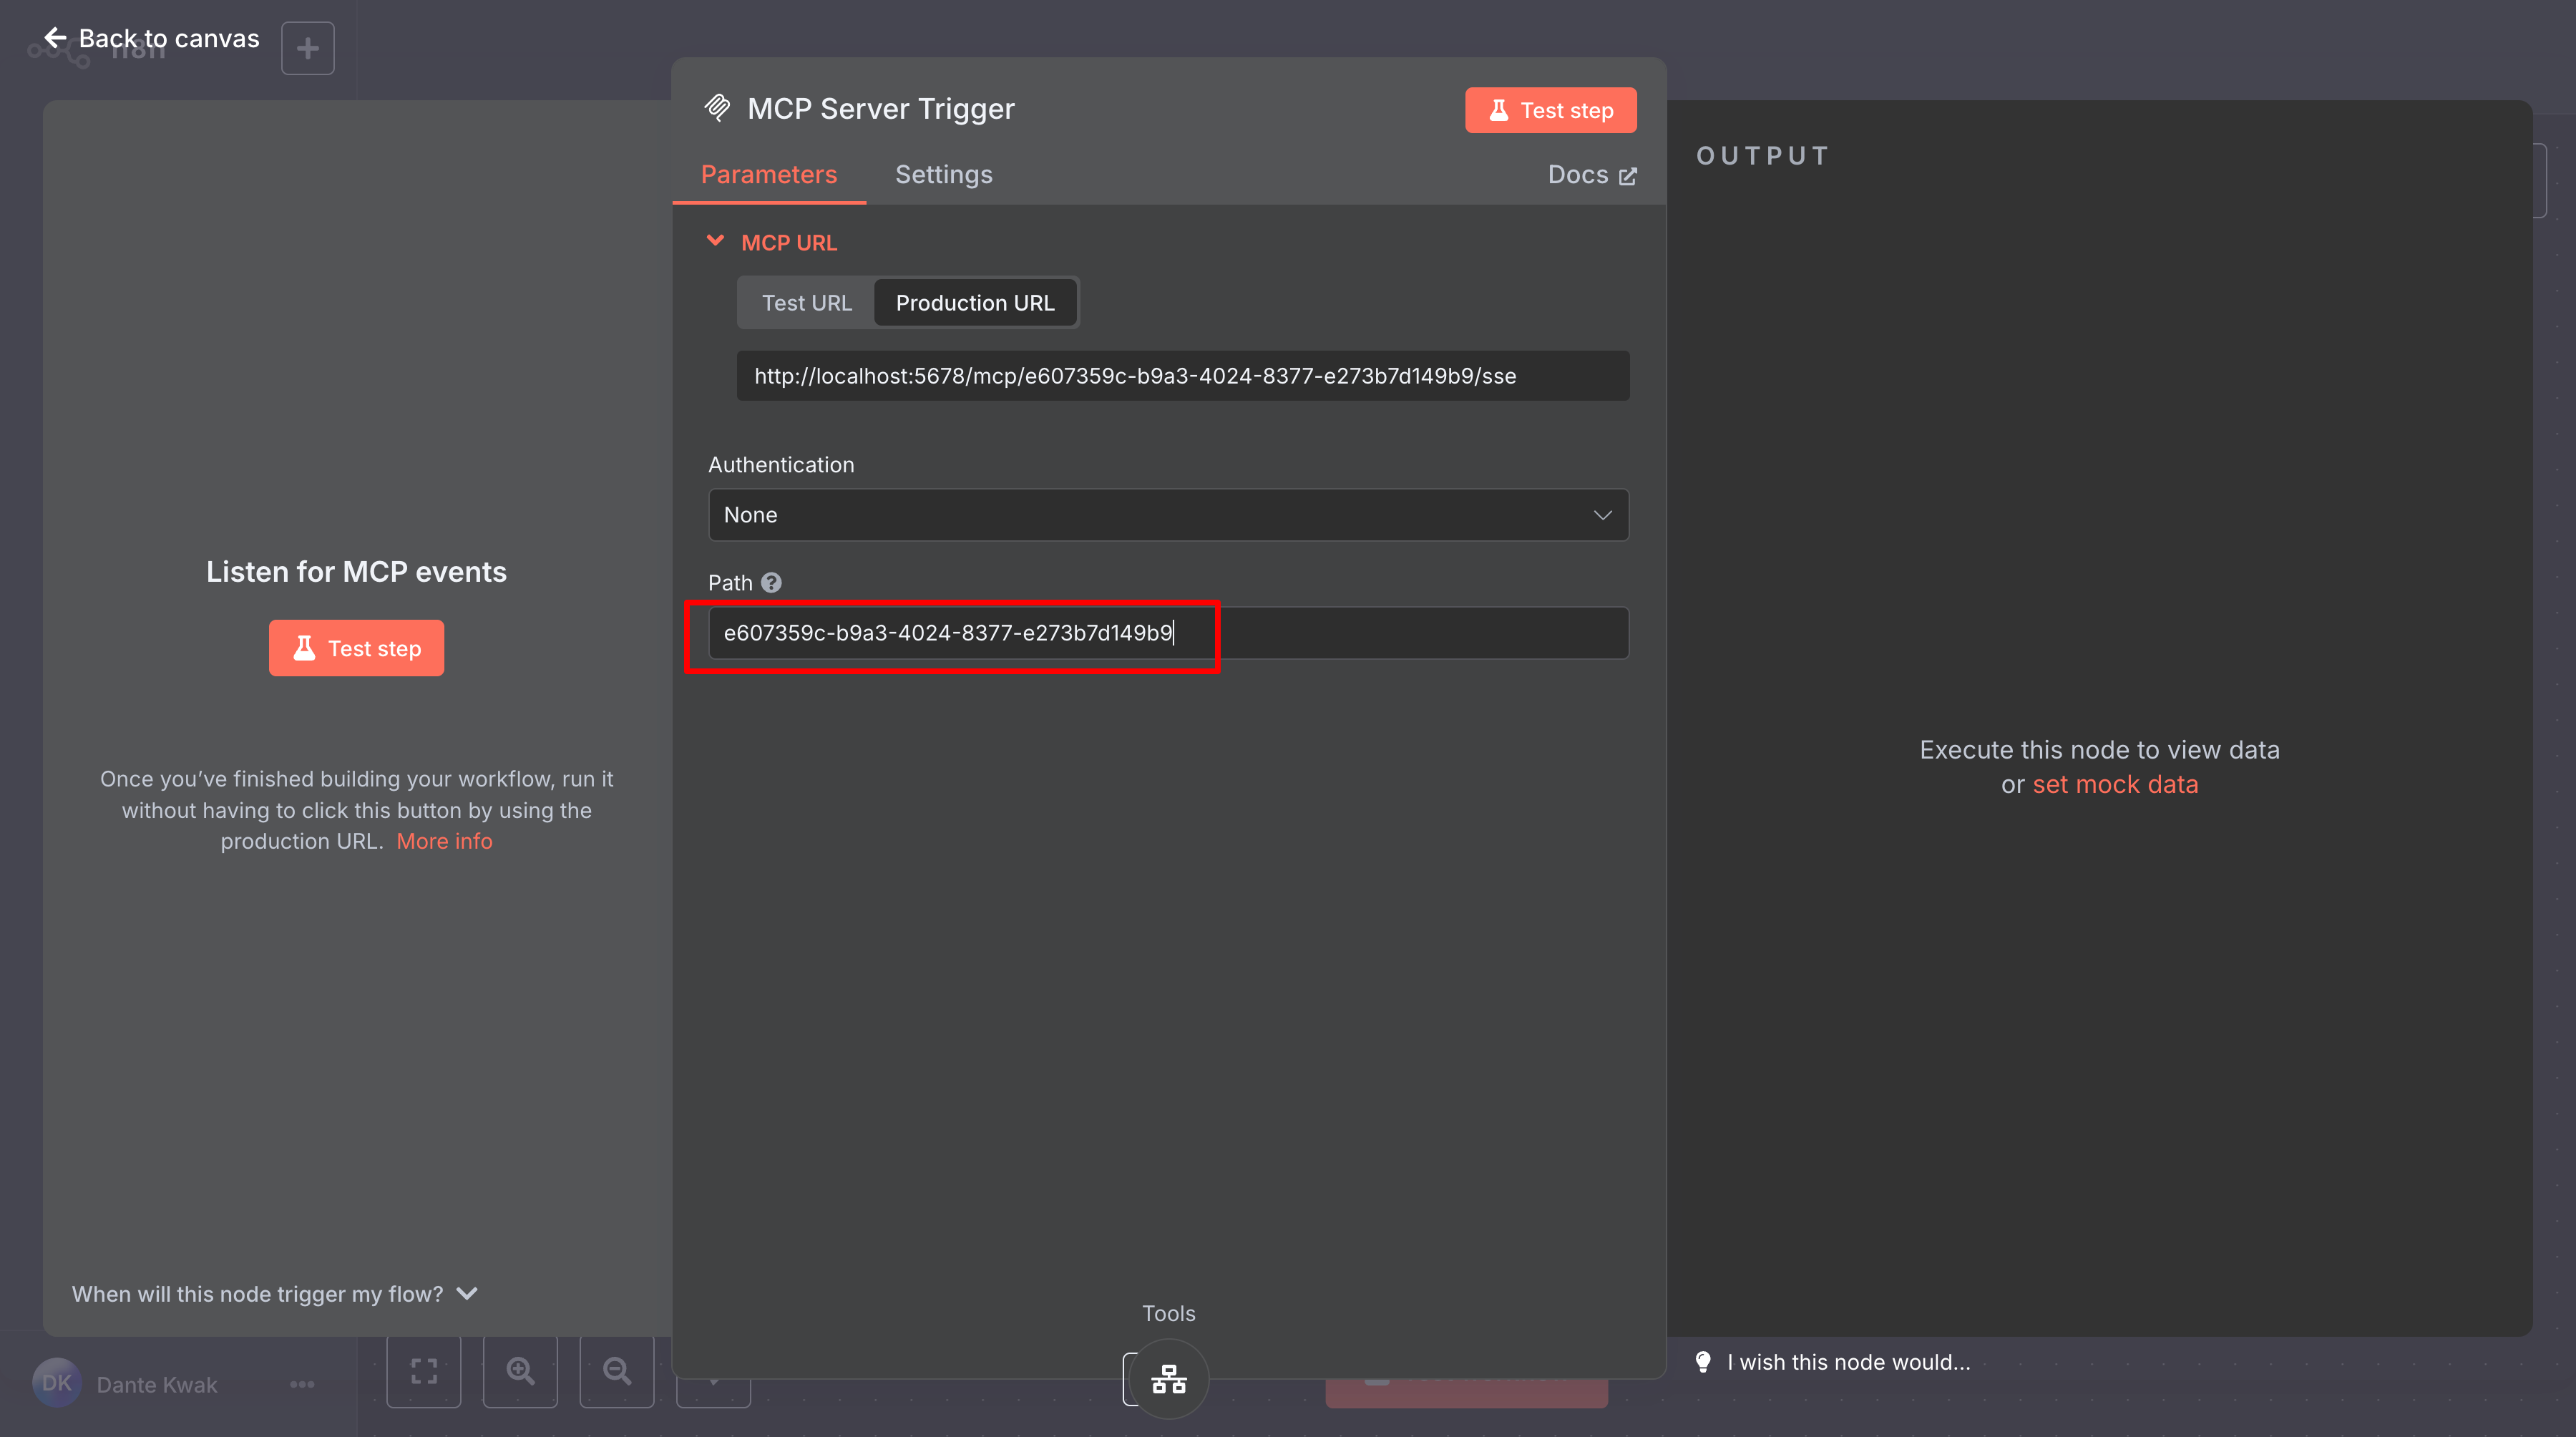 Back to canvas
n8n
MCP Server Trigger
Test step
Parameters
Settings
Docs
OUTPUT
MCP URL
Test URL
Production URL
http://localhost:5678/mcp/e607359c-b9a3-4024-8377-e273b7d149b9/sse
Authentication
None
Path
e607359c-b9a3-4024-8377-e273b7d149b9
Listen for MCP events
Test step
Once you’ve finished building your workflow, run it
without having to click this button by using the
production URL. More info
Execute this node to view data
or set mock data
When will this node trigger my flow?
Tools
I wish this node would...
DK
Dante Kwak